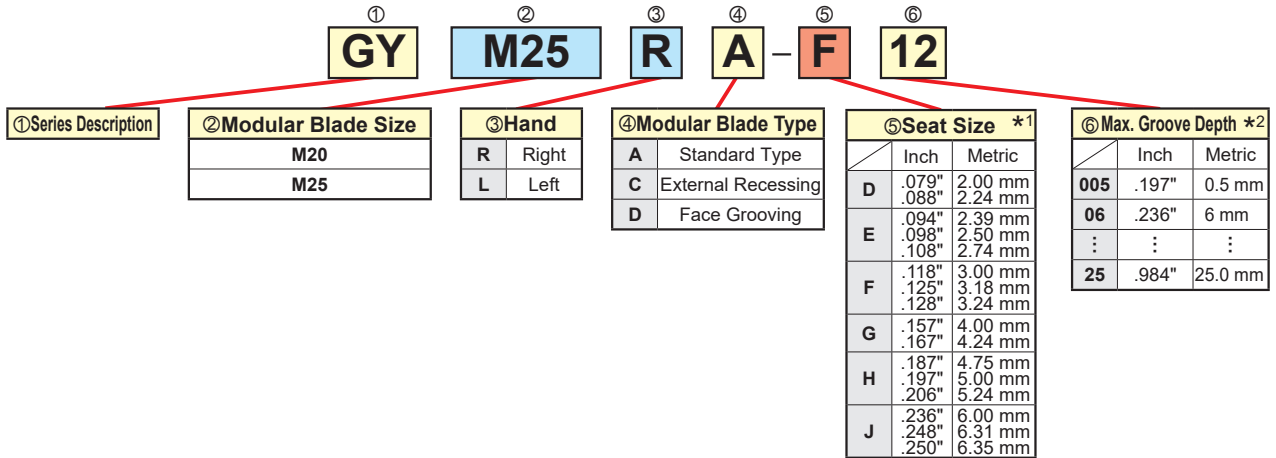 ① ② ③ ④ ⑤ ⑥
GY M25 R A – F 12
①Series Description
②Modular Blade Size
M20
M25
③Hand
R Right
L Left
④Modular Blade Type
A Standard Type
C External Recessing
D Face Grooving
⑤Seat Size *1
Inch Metric
D .079" 2.00 mm
.088" 2.24 mm
E .094" 2.39 mm
.098" 2.50 mm
.108" 2.74 mm
F .118" 3.00 mm
.125" 3.18 mm
.128" 3.24 mm
G .157" 4.00 mm
.167" 4.24 mm
H .187" 4.75 mm
.197" 5.00 mm
.206" 5.24 mm
J .236" 6.00 mm
.248" 6.31 mm
.250" 6.35 mm
⑥Max. Groove Depth *2
Inch Metric
005 .197" 0.5 mm
06 .236" 6 mm
⋮ ⋮ ⋮
25 .984" 25.0 mm